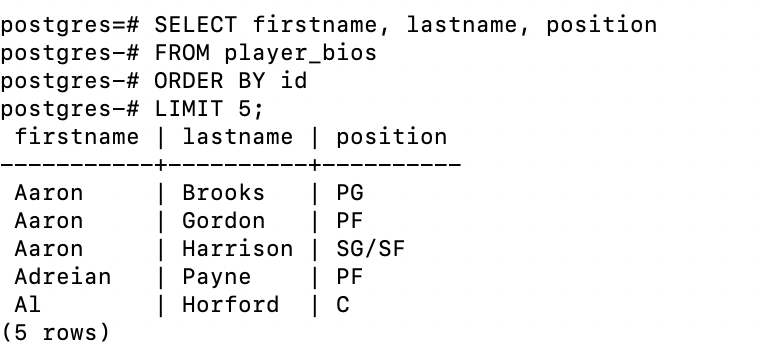 postgres=# SELECT firstname, lastname, position
postgres-# FROM player_bios
postgres-# ORDER BY id
postgres-# LIMIT 5;
 firstname | lastname | position
-----------+----------+----------
 Aaron     | Brooks   | PG
 Aaron     | Gordon   | PF
 Aaron     | Harrison | SG/SF
 Adreian   | Payne    | PF
 Al        | Horford  | C
(5 rows)